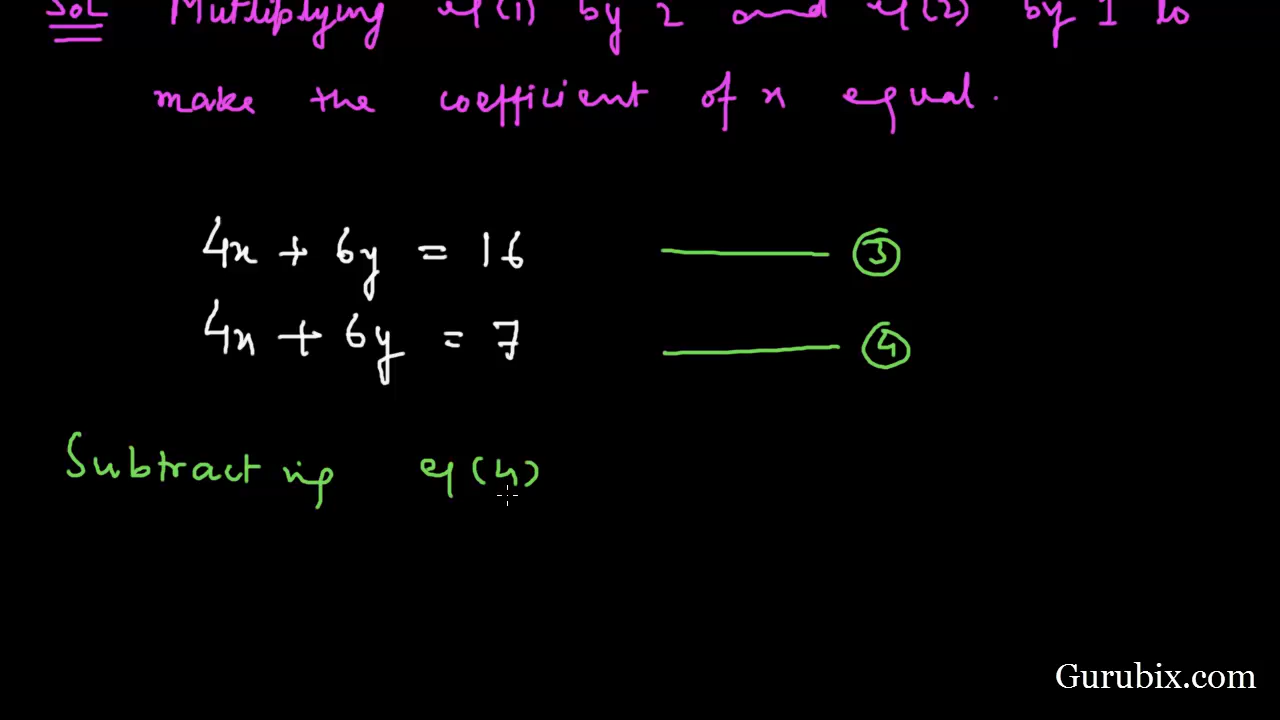 Sol Mutliplying eq(1) by 2 and eq(2) by 1 to
make the coefficient of x equal.
4x + 6y = 16 ③
4x + 6y = 7 ④
Subtracting eq(4)
Gurubix.com